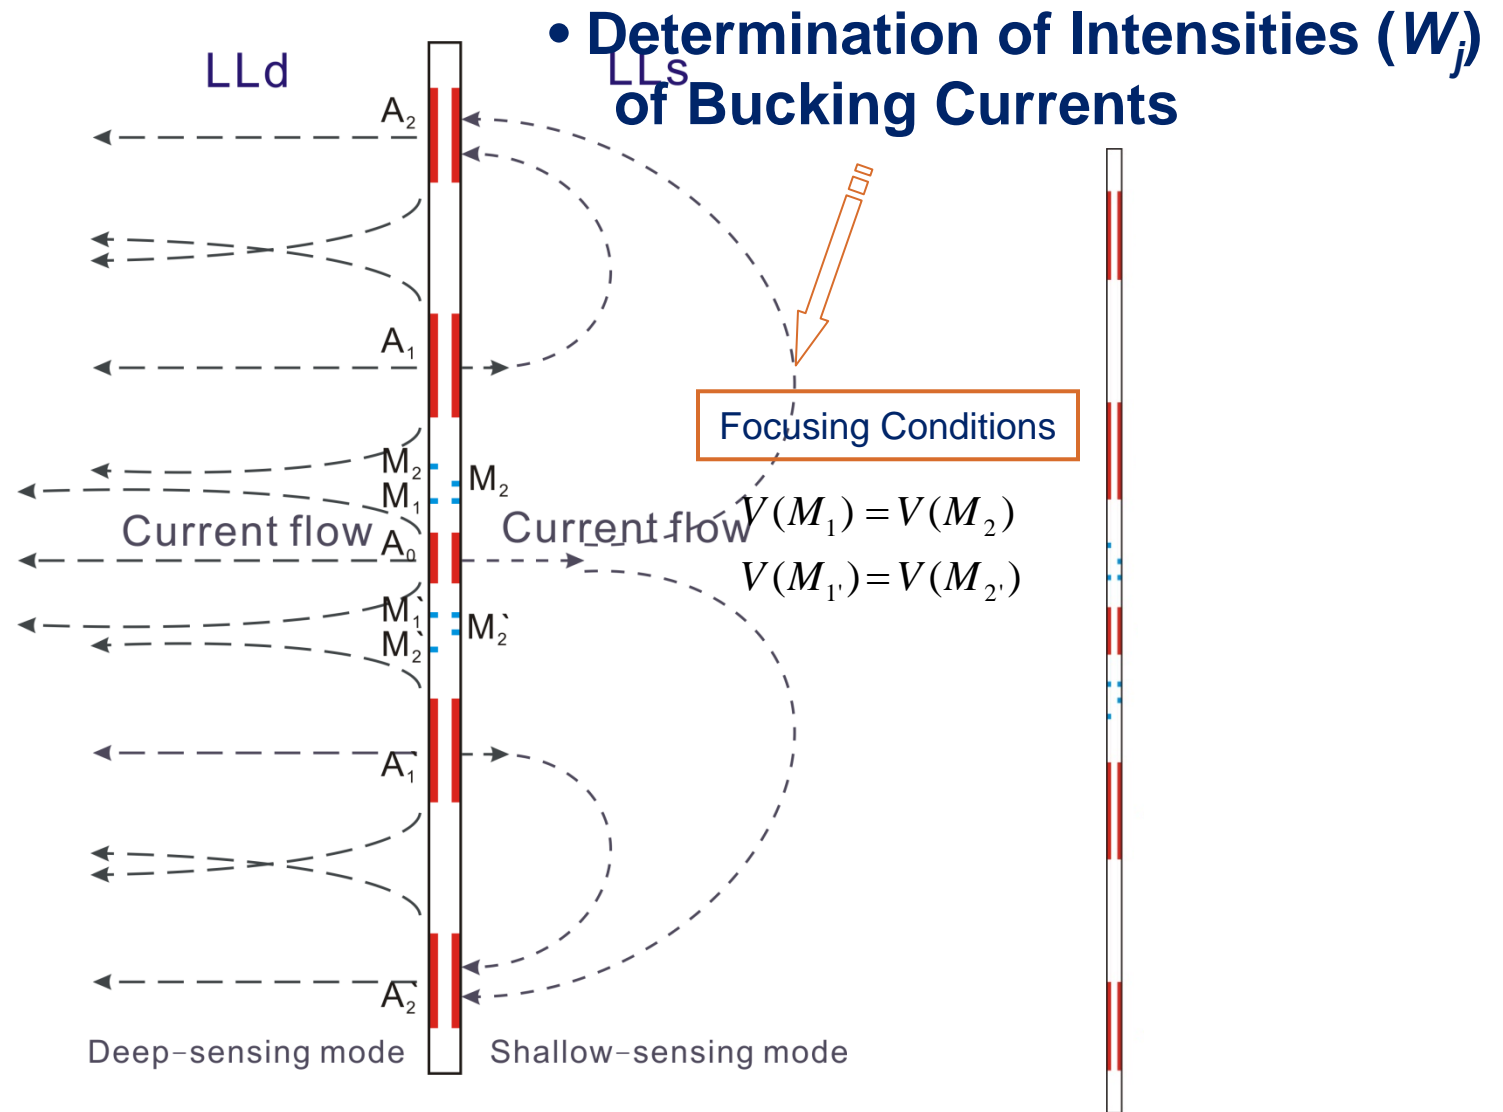 • Determination of Intensities (Wj)
of Bucking Currents
LLd
LLs
A2
A1
Focusing Conditions
M2
M2
M1
V(M1) = V(M2)
Current flow
Current flow
A0
V(M1') = V(M2')
M1`
M2`
M2`
A1`
A2`
Deep-sensing mode
Shallow-sensing mode